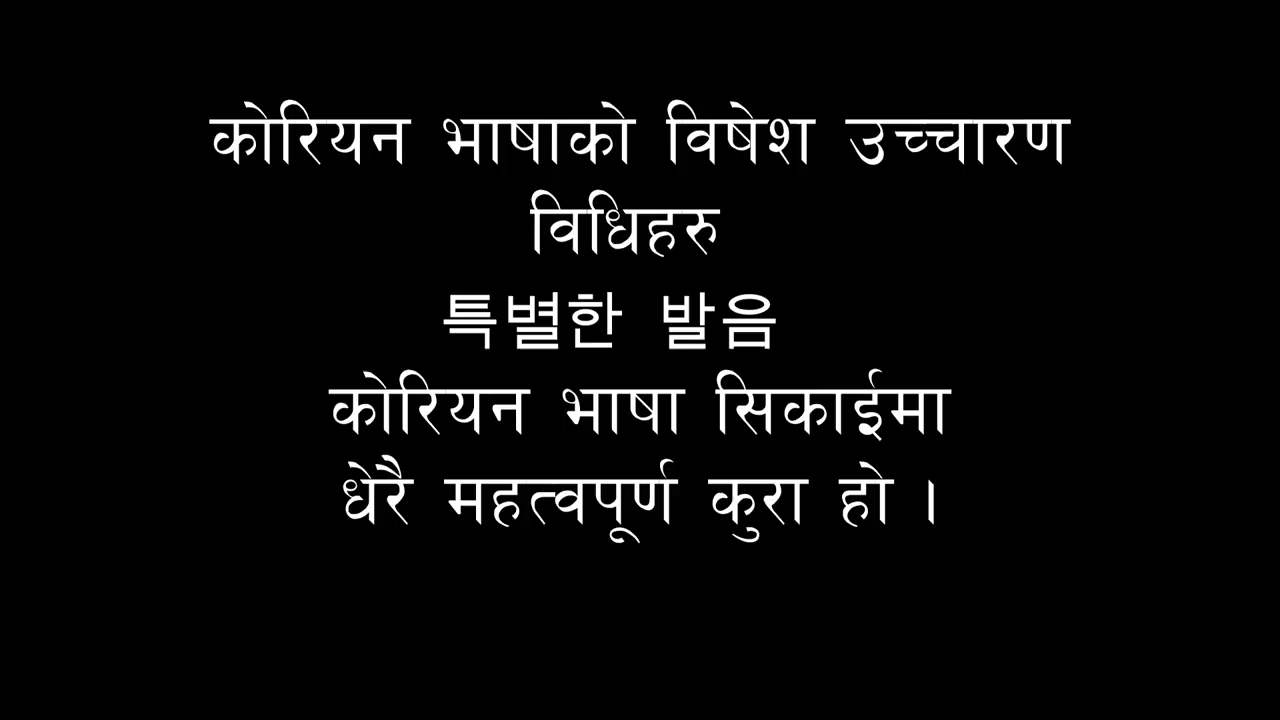 कोरियन भाषाको विषेश उच्चारण
विधिहरु
특별한 발음
कोरियन भाषा सिकाईमा
धेरै महत्वपूर्ण कुरा हो ।